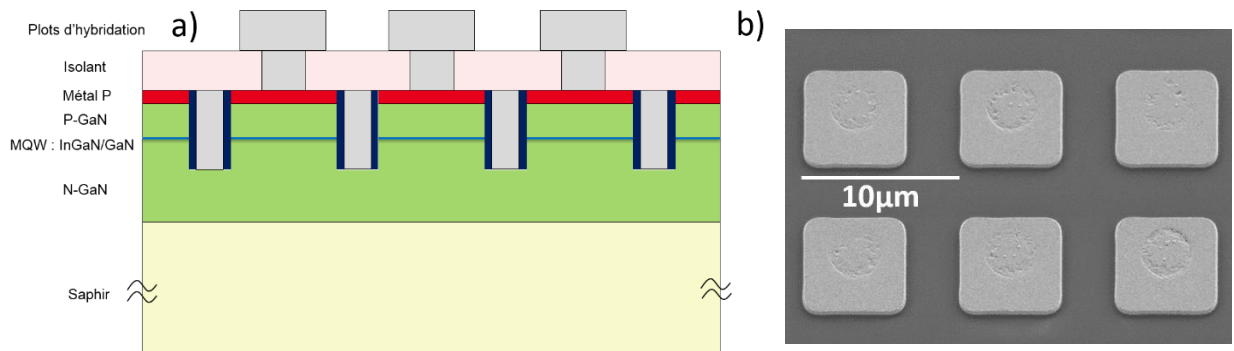 Plots d'hybridation
a)
Isolant
Métal P
P-GaN
MQW : InGaN/GaN
N-GaN
Saphir
b)
10µm